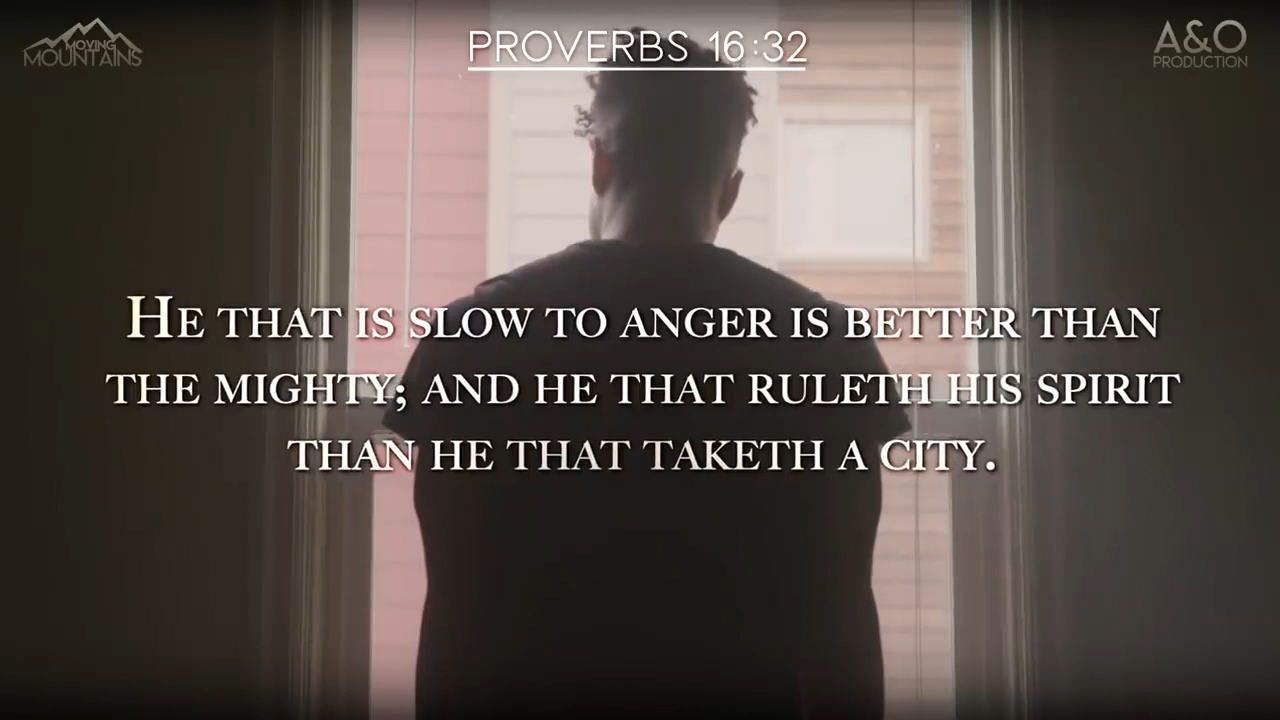 MOVING
MOUNTAINS
PROVERBS 16:32
A&O
PRODUCTION
HE THAT IS SLOW TO ANGER IS BETTER THAN
THE MIGHTY; AND HE THAT RULETH HIS SPIRIT
THAN HE THAT TAKETH A CITY.